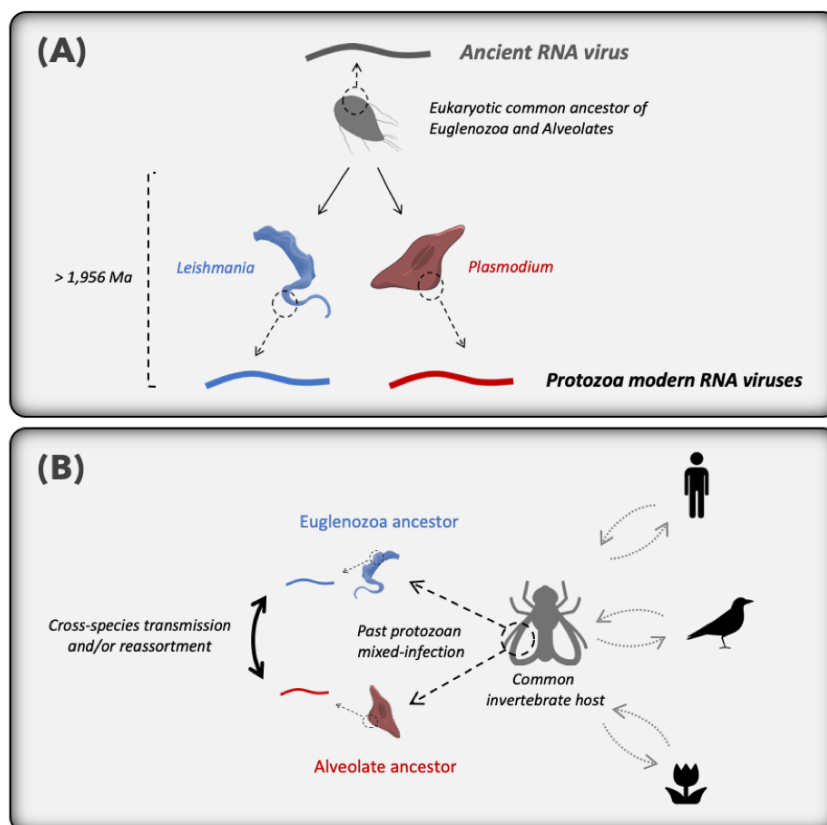 (A)
Ancient RNA virus
Eukaryotic common ancestor of
Euglenozoa and Alveolates
Leishmania
Plasmodium
> 1,956 Ma
Protozoa modern RNA viruses
(B)
Euglenozoa ancestor
Cross-species transmission
and/or reassortment
Past protozoan
mixed-infection
Common
invertebrate host
Alveolate ancestor